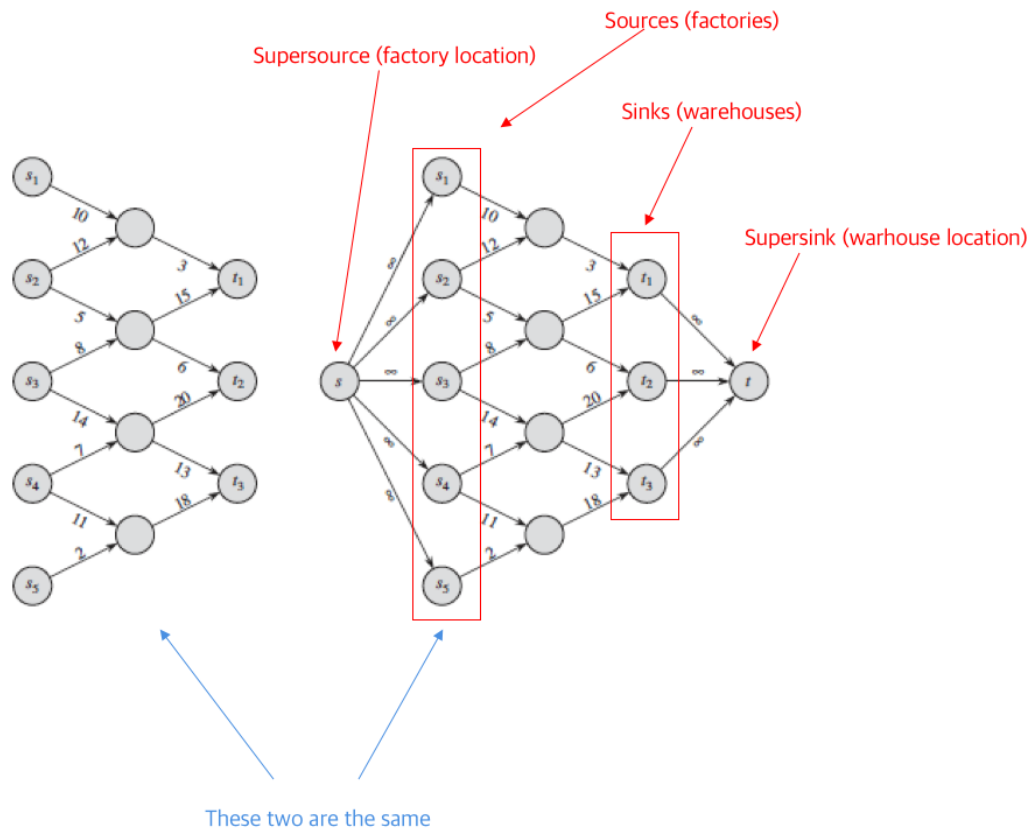 Sources (factories)
Supersource (factory location)
Sinks (warehouses)
Supersink (warhouse location)
s1
10
12
s2
3
t1
5
15
8
s3
6
t2
14
20
7
s4
13
t3
11
18
2
s5
s
∞
∞
∞
∞
∞
s1
10
12
s2
3
t1
5
15
8
s3
6
t2
14
20
7
s4
13
t3
11
18
2
s5
∞
∞
∞
t
These two are the same